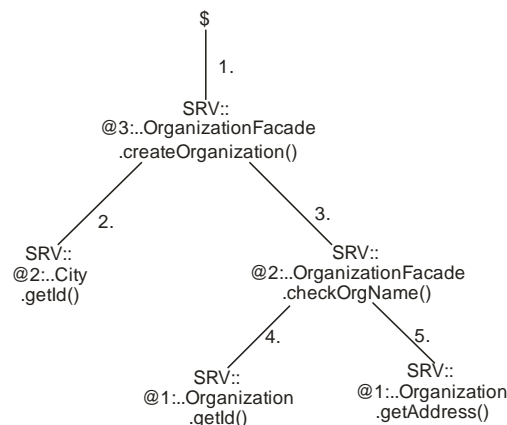 $
1.
SRV::
@3:..OrganizationFacade
.createOrganization()
2.
3.
SRV::
@2:..City
.getId()
SRV::
@2:..OrganizationFacade
.checkOrgName()
4.
5.
SRV::
@1:..Organization
.getId()
SRV::
@1:..Organization
.getAddress()